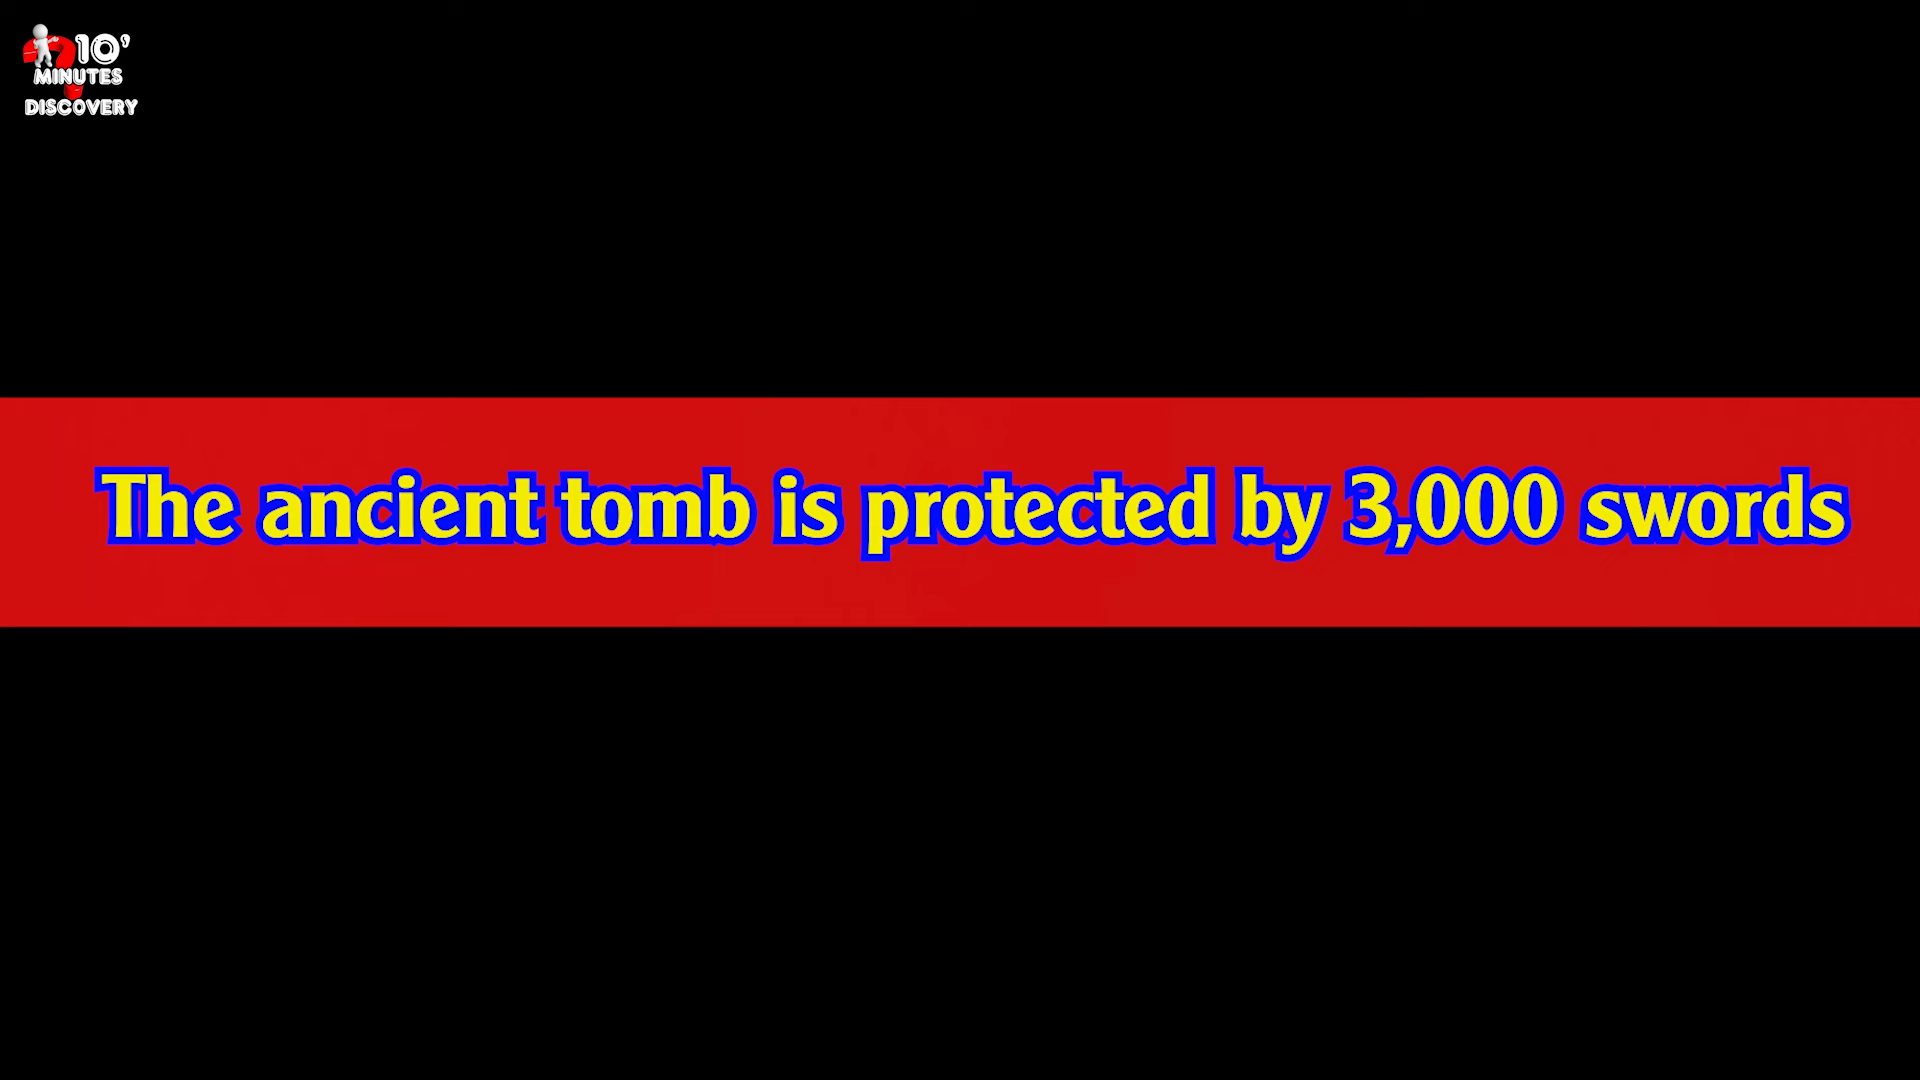 10'
MINUTES
DISCOVERY
The ancient tomb is protected by 3,000 swords